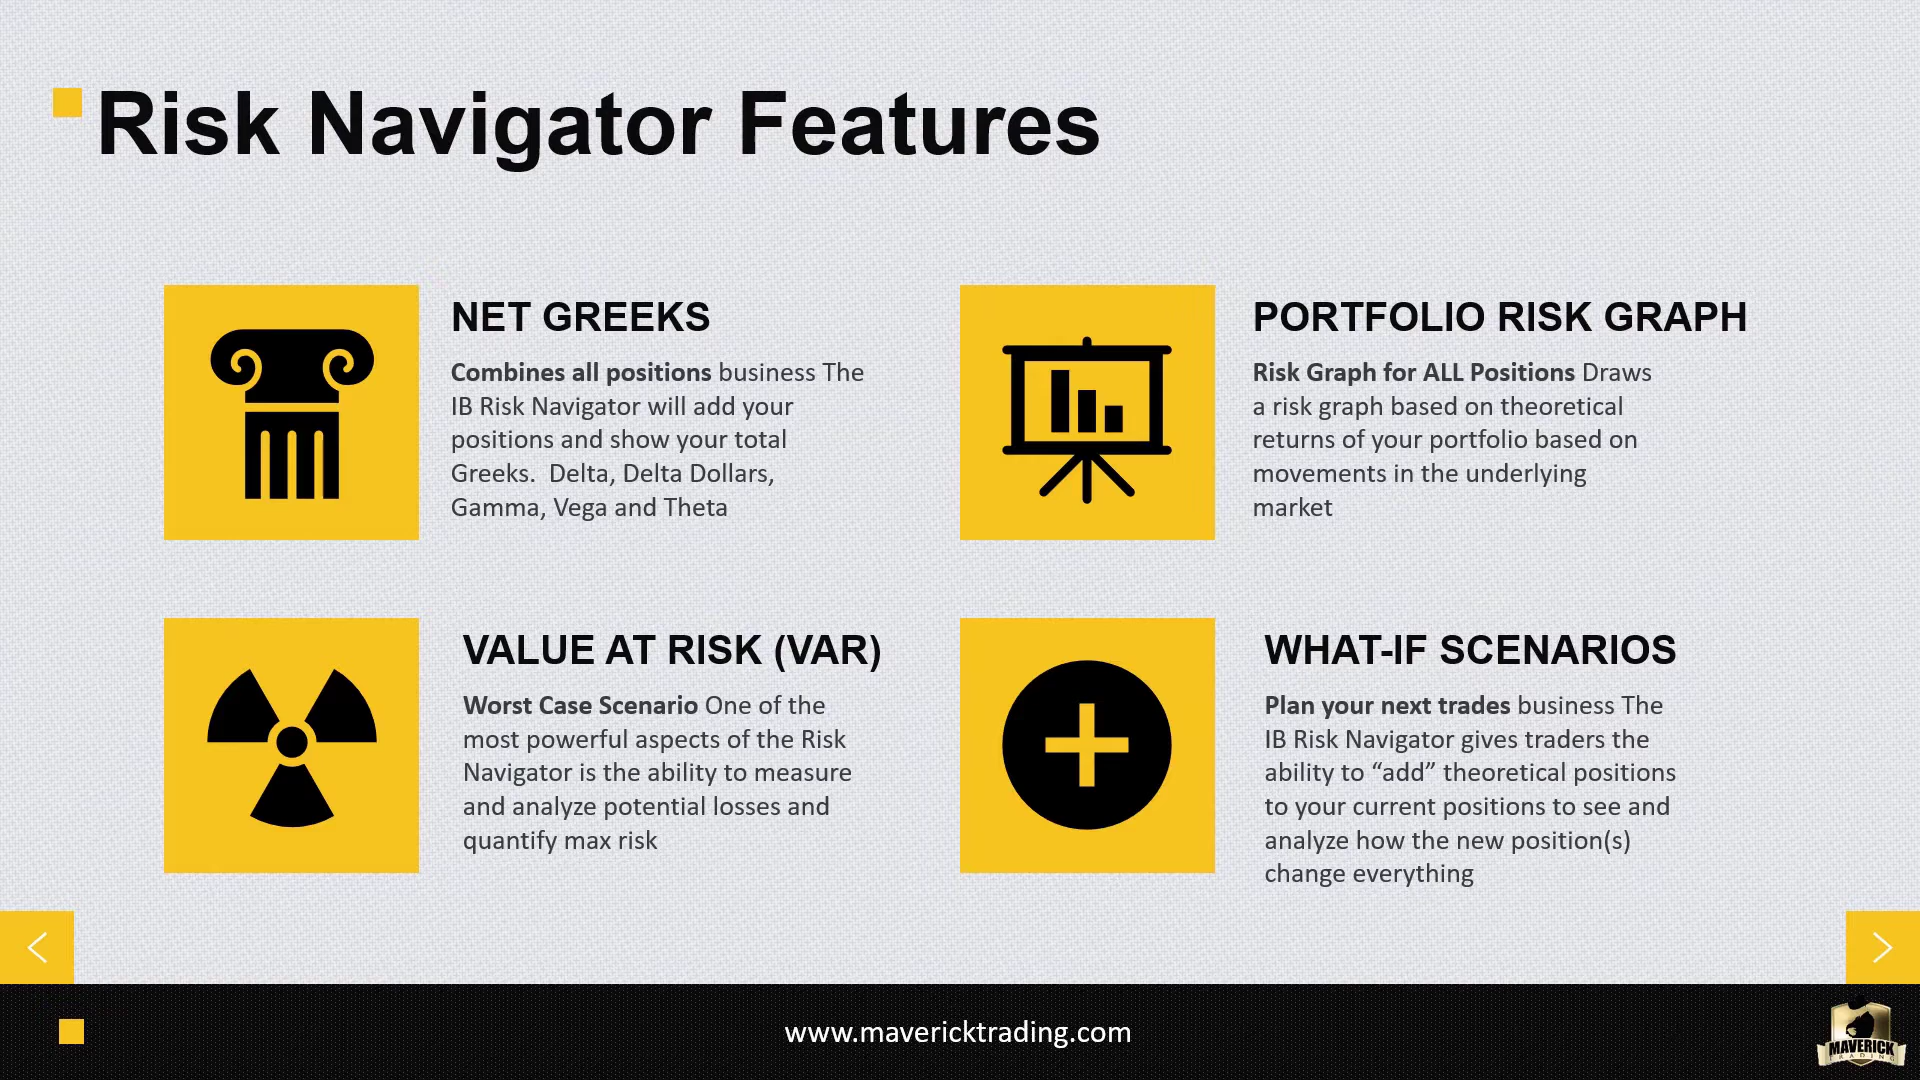 Risk Navigator Features
NET GREEKS
Combines all positions business The
IB Risk Navigator will add your
positions and show your total
Greeks.  Delta, Delta Dollars,
Gamma, Vega and Theta
PORTFOLIO RISK GRAPH
Risk Graph for ALL Positions Draws
a risk graph based on theoretical
returns of your portfolio based on
movements in the underlying
market
VALUE AT RISK (VAR)
Worst Case Scenario One of the
most powerful aspects of the Risk
Navigator is the ability to measure
and analyze potential losses and
quantify max risk
WHAT-IF SCENARIOS
Plan your next trades business The
IB Risk Navigator gives traders the
ability to “add” theoretical positions
to your current positions to see and
analyze how the new position(s)
change everything
www.mavericktrading.com
MAVERICK
TRADING